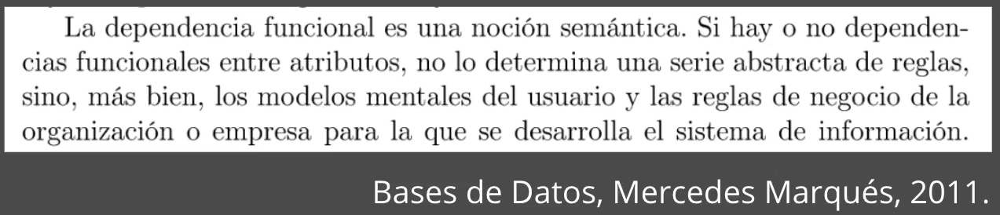 La dependencia funcional es una noción semántica. Si hay o no dependen-
cias funcionales entre atributos, no lo determina una serie abstracta de reglas,
sino, más bien, los modelos mentales del usuario y las reglas de negocio de la
organización o empresa para la que se desarrolla el sistema de información.
Bases de Datos, Mercedes Marqués, 2011.